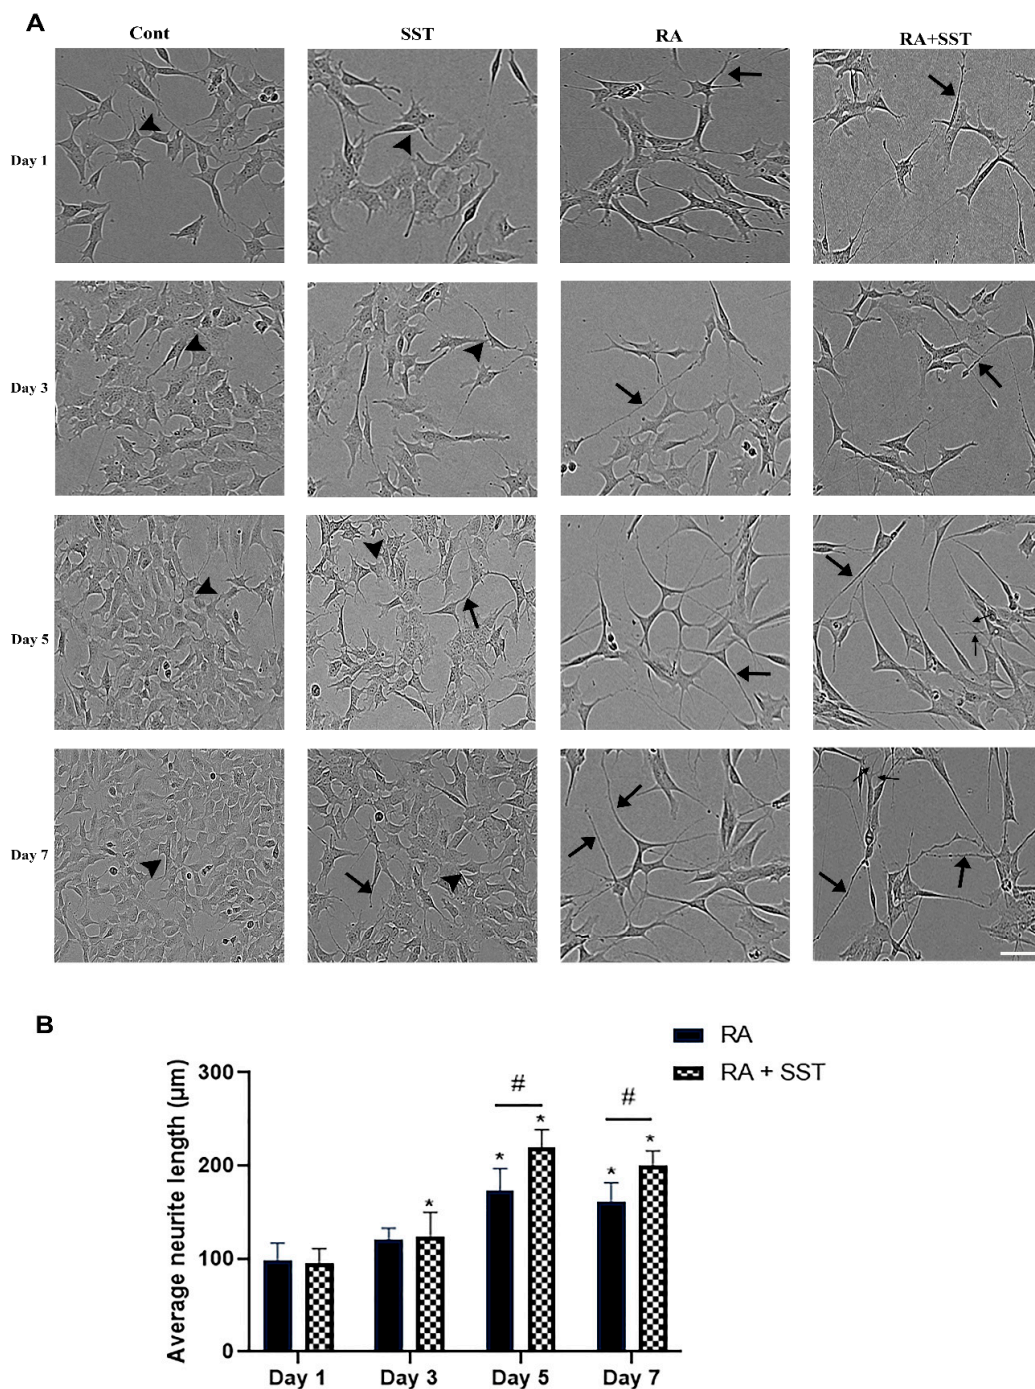 A
Cont SST RA RA+SST
Day 1
Day 3
Day 5
Day 7
B
RA
RA + SST
Average neurite length (µm)
300
200
100
0
#
#
*
*
*
*
*
Day 1 Day 3 Day 5 Day 7